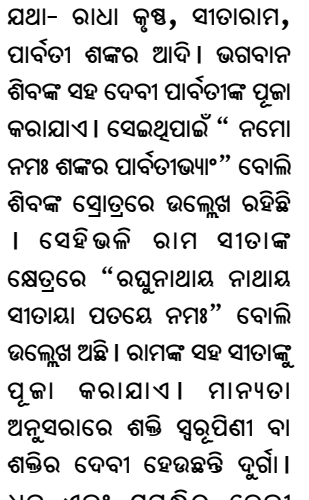 ଯଥା- ରାଧା କୃଷ୍ଣ, ସୀତାରାମ,
ପାର୍ବତୀ ଶଙ୍କର ଆଦି। ଭଗବାନ
ଶିବଙ୍କ ସହ ଦେବୀ ପାର୍ବତୀଙ୍କ ପୂଜା
କରାଯାଏ। ସେଇଥିପାଇଁ “ ନମୋ
ନମଃ ଶଙ୍କର ପାର୍ବତୀଭ୍ୟାଂ” ବୋଲି
ଶିବଙ୍କ ସ୍ତୋତ୍ରରେ ଉଲ୍ଲେଖ ରହିଛି
। ସେହିଭଳି ରାମ ସୀତାଙ୍କ
କ୍ଷେତ୍ରରେ “ରଘୁନାଥାୟ ନାଥାୟ
ସୀତାୟା ପତୟେ ନମଃ” ବୋଲି
ଉଲ୍ଲେଖ ଅଛି। ରାମଙ୍କ ସହ ସୀତାଙ୍କୁ
ପୂଜା କରାଯାଏ। ମାନ୍ୟତା
ଅନୁସାରେ ଶକ୍ତି ସ୍ୱରୂପିଣୀ ବା
ଶକ୍ତିର ଦେବୀ ହେଉଛନ୍ତି ଦୁର୍ଗା।